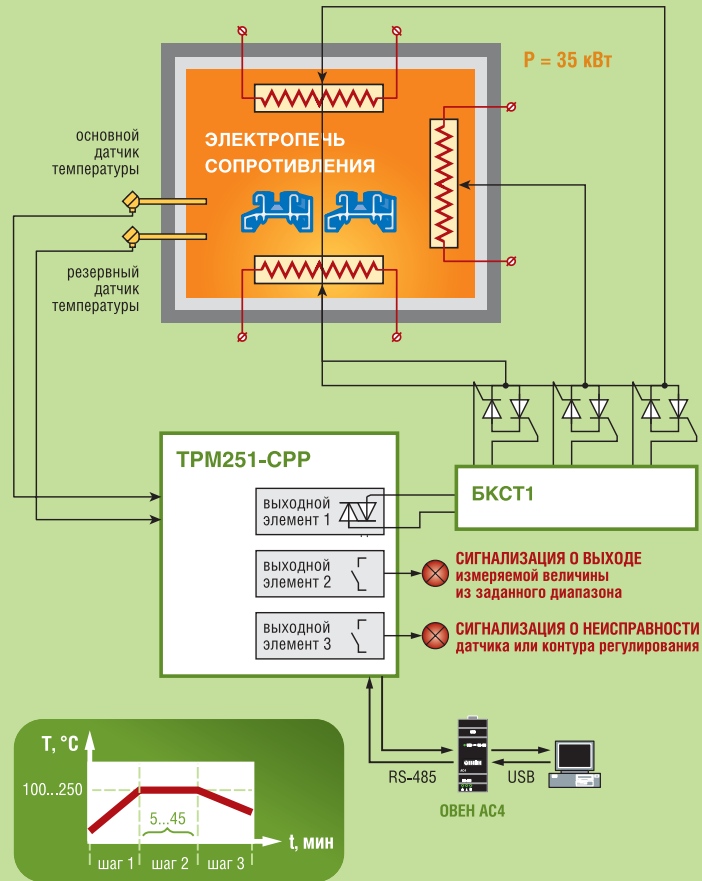 P = 35 кВт
основной
датчик
температуры
ЭЛЕКТРОПЕЧЬ
СОПРОТИВЛЕНИЯ
резервный
датчик
температуры
ТРМ251-СРР
БКСТ1
выходной
элемент 1
выходной
элемент 2
СИГНАЛИЗАЦИЯ О ВЫХОДЕ
измеряемой величины
из заданного диапазона
выходной
элемент 3
СИГНАЛИЗАЦИЯ О НЕИСПРАВНОСТИ
датчика или контура регулирования
RS-485
USB
ОВЕН АС4
T, °C
100...250
5...45
t, мин
шаг 1
шаг 2
шаг 3